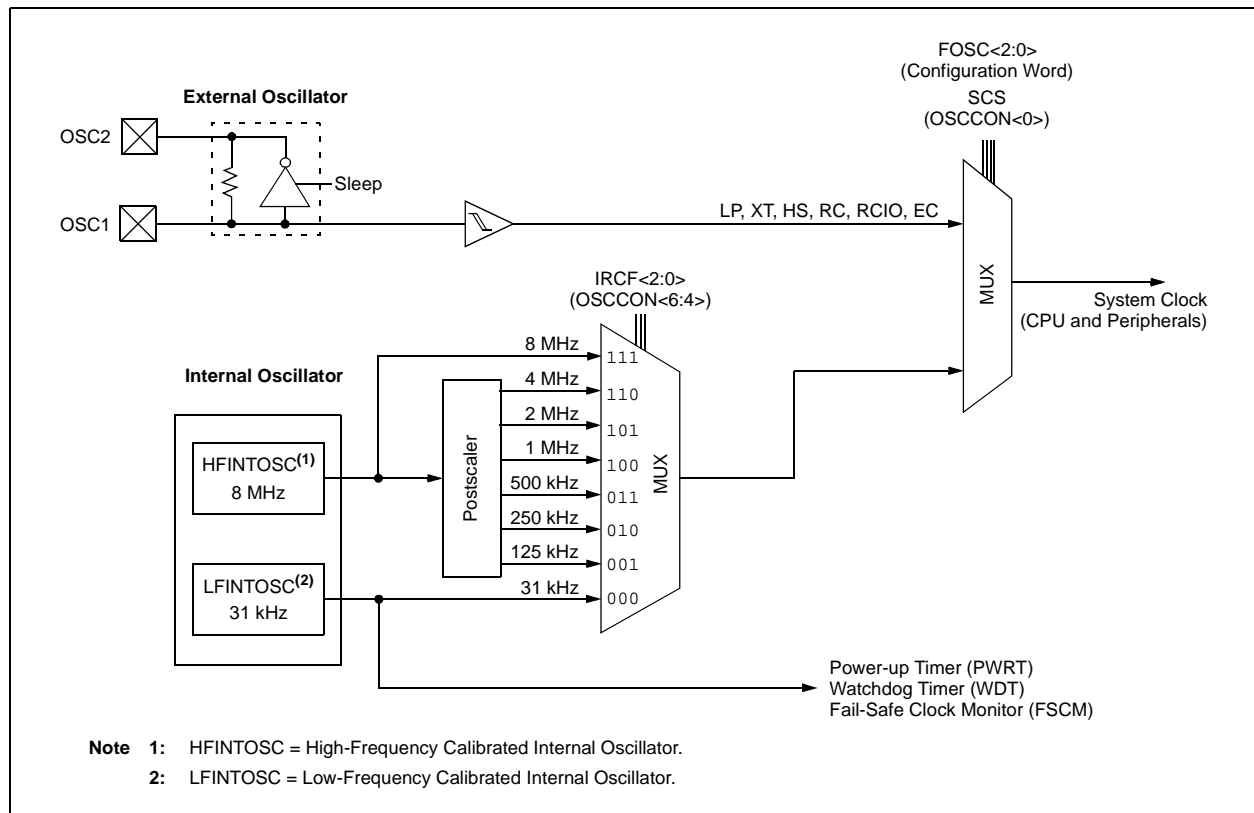 FOSC<2:0>
(Configuration Word)
SCS
(OSCCON<0>)
External Oscillator
OSC2
Sleep
OSC1
LP, XT, HS, RC, RCIO, EC
MUX
System Clock
(CPU and Peripherals)
IRCF<2:0>
(OSCCON<6:4>)
Internal Oscillator
HFINTOSC(1)
8 MHz
LFINTOSC(2)
31 kHz
Postscaler
8 MHz
4 MHz
2 MHz
1 MHz
500 kHz
250 kHz
125 kHz
31 kHz
111
110
101
100
011
010
001
000
MUX
Power-up Timer (PWRT)
Watchdog Timer (WDT)
Fail-Safe Clock Monitor (FSCM)
Note 1: HFINTOSC = High-Frequency Calibrated Internal Oscillator.
2: LFINTOSC = Low-Frequency Calibrated Internal Oscillator.